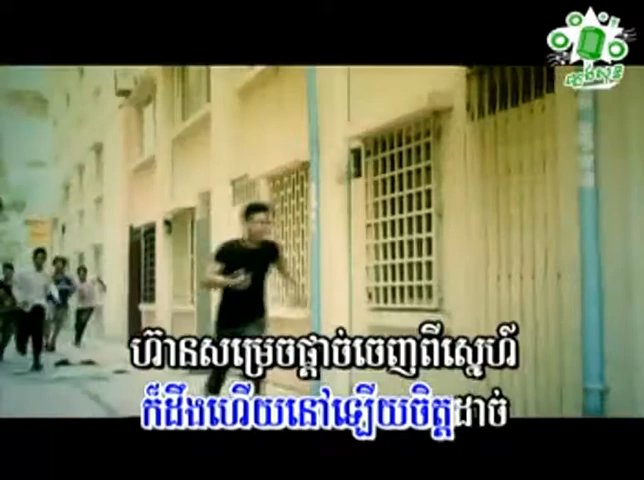 ហ៊ានសម្រេចផ្ដាច់ចេញពីស្នេហ៍
ក៏ដឹងហើយនៅឡើយចិត្តដាច់